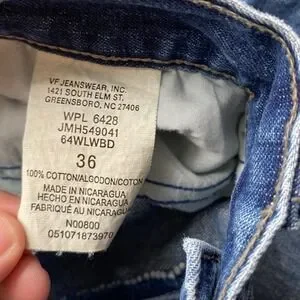 VF JEANSWEAR, INC.
1421 SOUTH ELM ST.
GREENSBORO, NC 27406
WPL 6428
JMH549041
64WLWBD
36
100% COTTON/ALGODON/COTON
MADE IN NICARAGUA
HECHO EN NICARAGUA
FABRIQUÉ AU NICARAGUA
N00800
051071873970